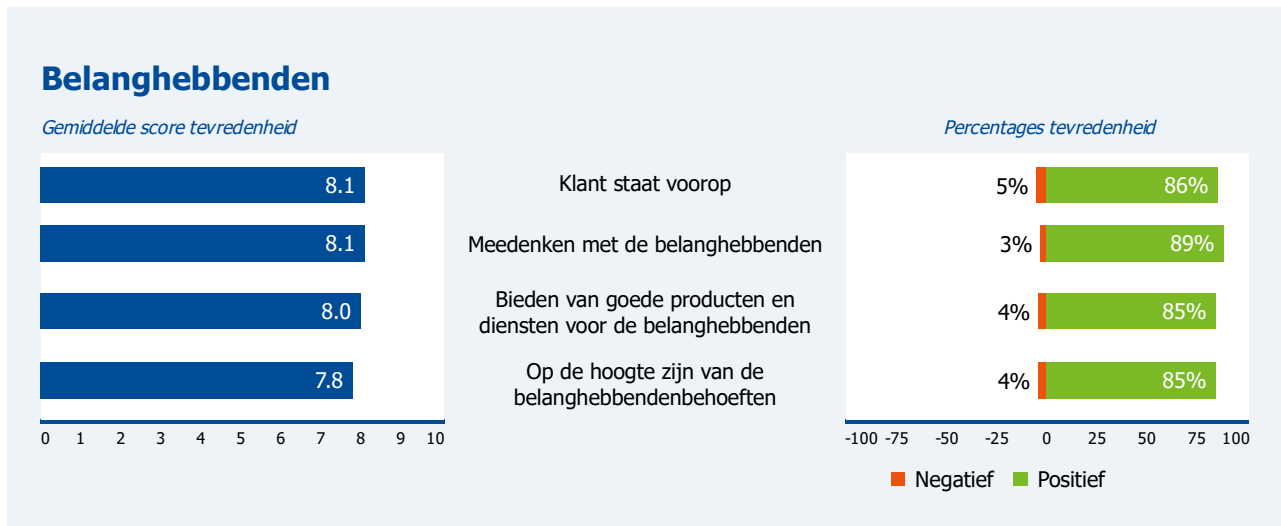 Belanghebbenden
Gemiddelde score tevredenheid
Percentages tevredenheid
8.1
Klant staat voorop
5%
86%
8.1
Meedenken met de belanghebbenden
3%
89%
8.0
Bieden van goede producten en
diensten voor de belanghebbenden
4%
85%
7.8
Op de hoogte zijn van de
belanghebbendenbehoeften
4%
85%
0 1 2 3 4 5 6 7 8 9 10
-100 -75 -50 -25 0 25 50 75 100
Negatief Positief